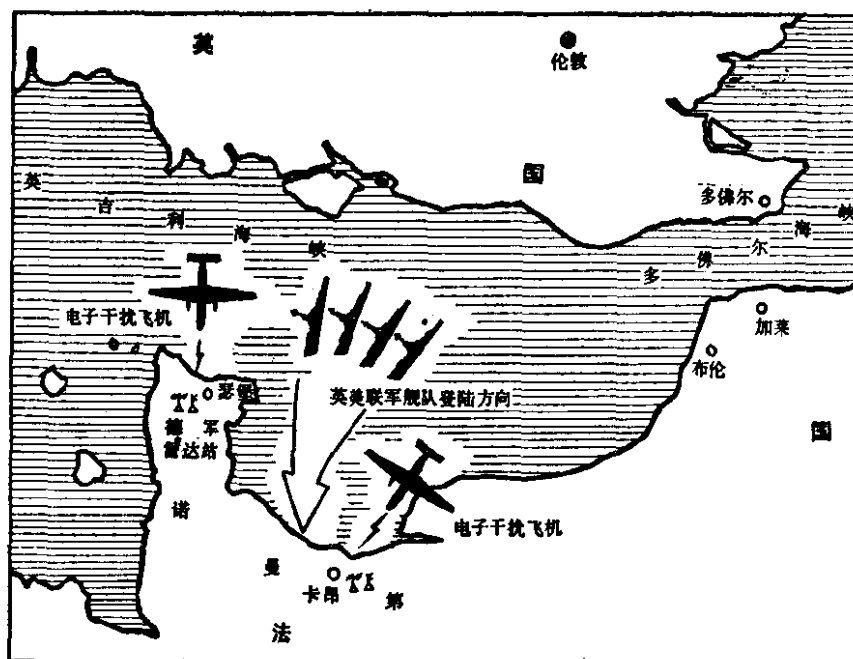 英
伦敦
国
多佛尔
英吉利海峡
多佛尔海峡
电子干扰飞机
加莱
布伦
瑟堡
英美联军舰队登陆方向
德军
雷达站
国
诺曼第
电子干扰飞机
卡昂
法